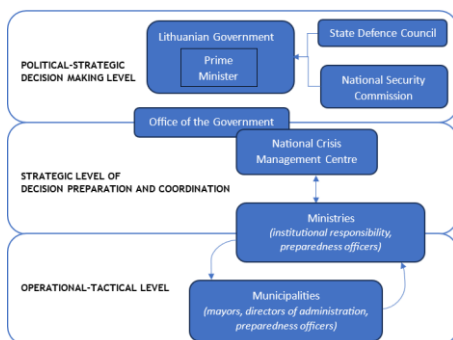 Lithuanian Government
Prime
Minister
State Defence Council
National Security
Commission
POLITICAL-STRATEGIC
DECISION MAKING LEVEL
Office of the Government
National Crisis
Management Centre
STRATEGIC LEVEL OF
DECISION PREPARATION AND COORDINATION
Ministries
(institutional responsibility,
preparedness officers)
OPERATIONAL-TACTICAL LEVEL
Municipalities
(mayors, directors of administration,
preparedness officers)